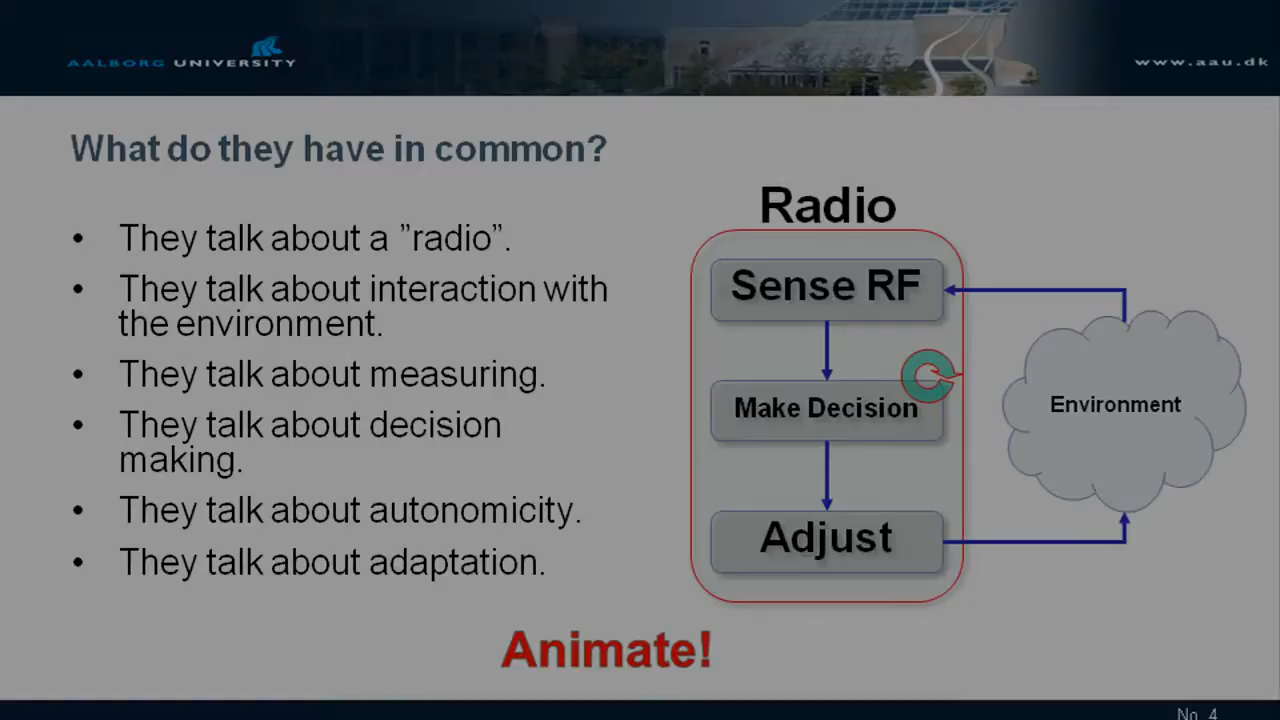 AALBORG UNIVERSITY
www.aau.dk
What do they have in common?
• They talk about a ”radio”.
• They talk about interaction with
the environment.
• They talk about measuring.
• They talk about decision
making.
• They talk about autonomicity.
• They talk about adaptation.
Radio
Sense RF
Make Decision
Adjust
Environment
Animate!
No. 4